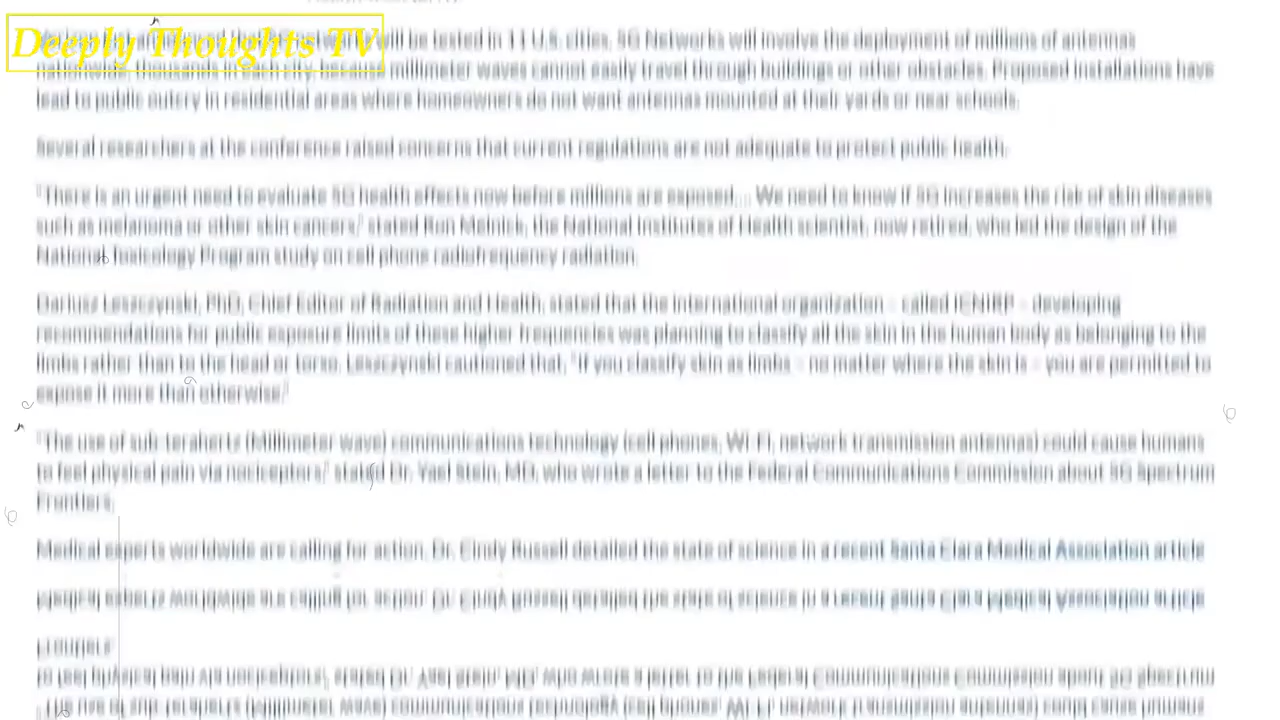 Deeply Thoughts TV
will be tested in 11 U.S. cities. 5G Networks will involve the deployment of millions of antennas
millimeter waves cannot easily travel through buildings or other obstacles. Proposed installations have
lead to public outcry in residential areas where homeowners do not want antennas mounted at their yards or near schools.
Several researchers at the conference raised concerns that current regulations are not adequate to protect public health.
"There is an urgent need to evaluate 5G health effects now before millions are exposed.... We need to know if 5G increases the risk of skin diseases
such as melanoma or other skin cancers," stated Ron Melnick, the National Institutes of Health scientist, now retired, who led the design of the
National Toxicology Program study on cell phone radiofrequency radiation.
Dariusz Leszczynski, PhD, Chief Editor of Radiation and Health, stated that the international organization - called ICNIRP - developing
recommendations for public exposure limits of these higher frequencies was planning to classify all the skin in the human body as belonging to the
limbs rather than to the head or torso. Leszczynski cautioned that, "If you classify skin as limbs - no matter where the skin is - you are permitted to
expose it more than otherwise."
"The use of sub-terahertz (Millimeter wave) communications technology (cell phones, Wi-Fi, network transmission antennas) could cause humans
to feel physical pain via nociceptors," stated Dr. Yael Stein, MD, who wrote a letter to the Federal Communications Commission about 5G Spectrum
Frontiers.
Medical experts worldwide are calling for action. Dr. Cindy Russell detailed the state of science in a recent Santa Clara Medical Association article